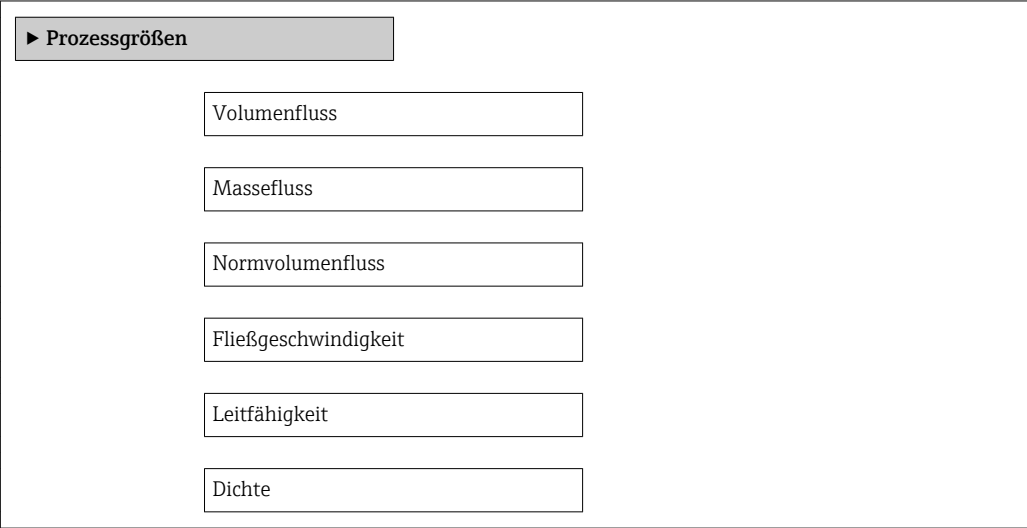 ▶ Prozessgrößen
Volumenfluss
Massefluss
Normvolumenfluss
Fließgeschwindigkeit
Leitfähigkeit
Dichte